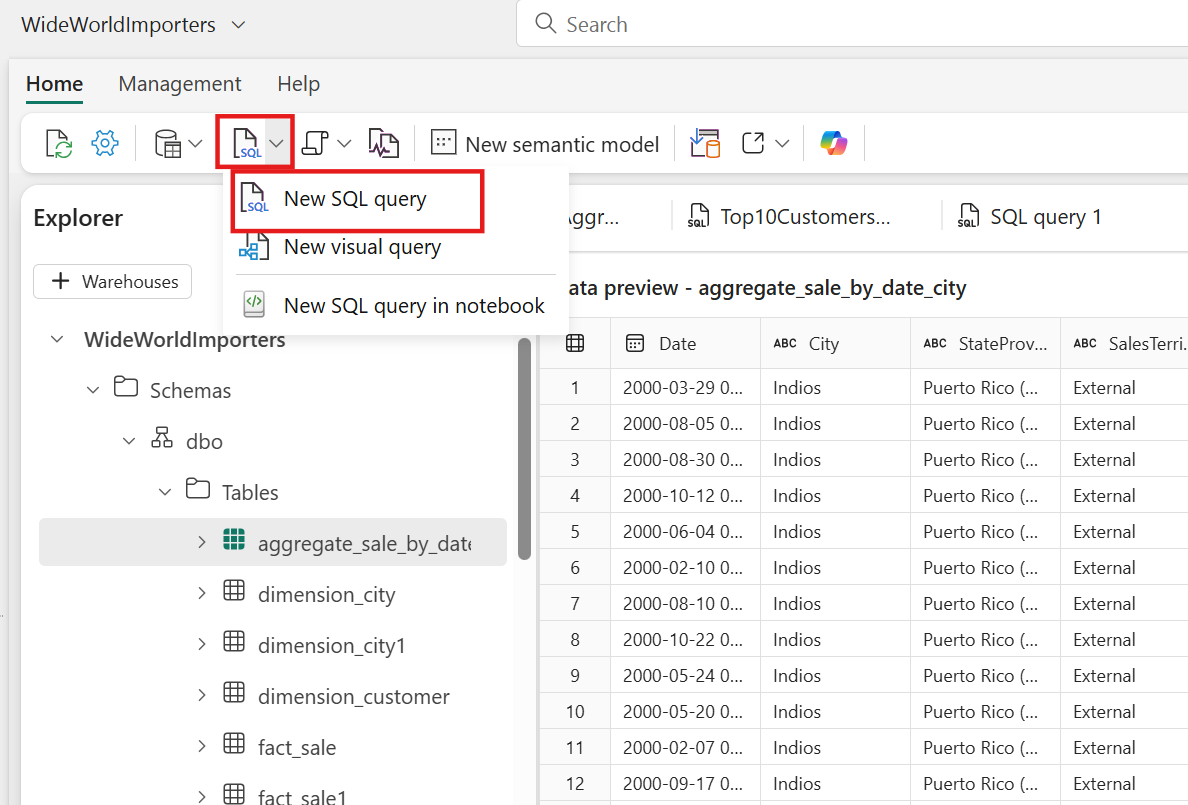 WideWorldImporters
Search
Home Management Help
SQL New semantic model
SQL New SQL query
New visual query
New SQL query in notebook
Explorer
Warehouses
WideWorldImporters
Schemas
dbo
Tables
aggregate_sale_by_date
dimension_city
dimension_city1
dimension_customer
fact_sale
fact_sale1
Aggr... SQL Top10Customers... SQL SQL query 1
ata preview - aggregate_sale_by_date_city
Date ABC City ABC StateProv... ABC SalesTerri...
1 2000-03-29 0... Indios Puerto Rico (... External
2 2000-08-05 0... Indios Puerto Rico (... External
3 2000-08-30 0... Indios Puerto Rico (... External
4 2000-10-12 0... Indios Puerto Rico (... External
5 2000-06-04 0... Indios Puerto Rico (... External
6 2000-02-10 0... Indios Puerto Rico (... External
7 2000-08-10 0... Indios Puerto Rico (... External
8 2000-10-22 0... Indios Puerto Rico (... External
9 2000-05-24 0... Indios Puerto Rico (... External
10 2000-05-20 0... Indios Puerto Rico (... External
11 2000-02-07 0... Indios Puerto Rico (... External
12 2000-09-17 0... Indios Puerto Rico (... External